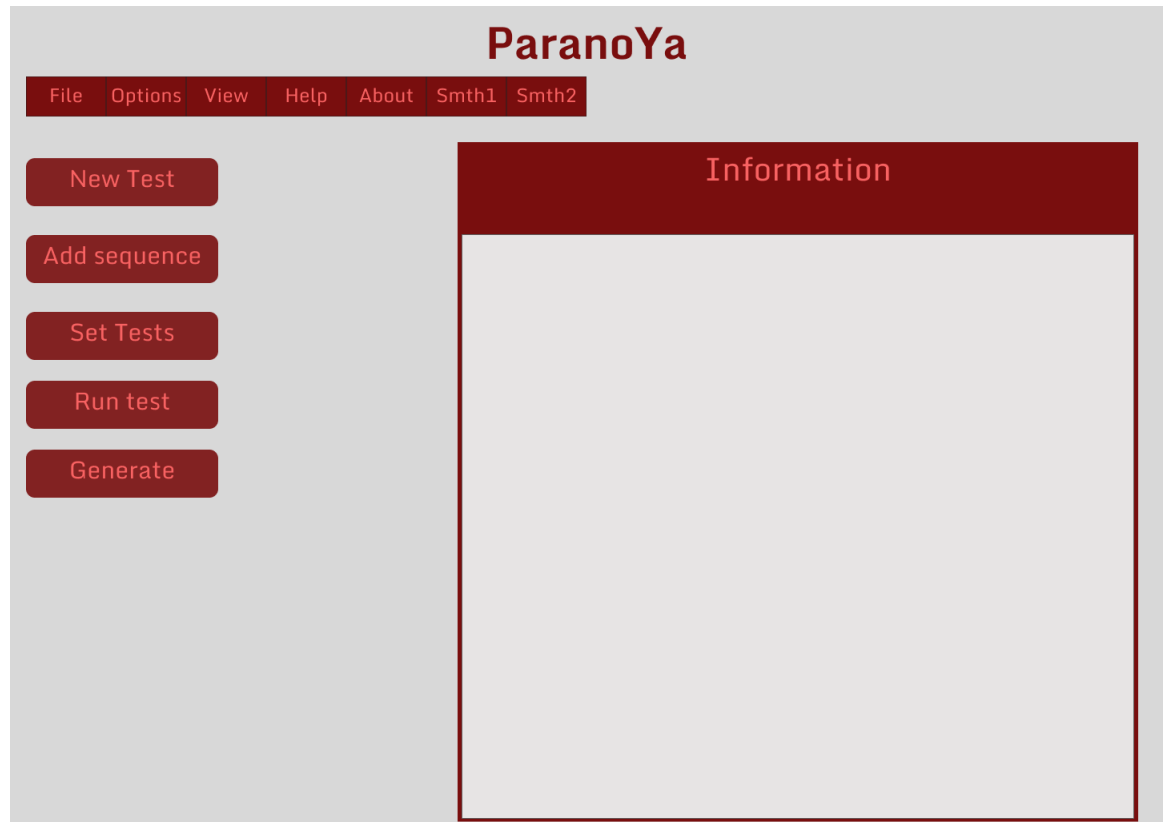 ParanoYa
File Options View Help About Smth1 Smth2
Information
New Test
Add sequence
Set Tests
Run test
Generate